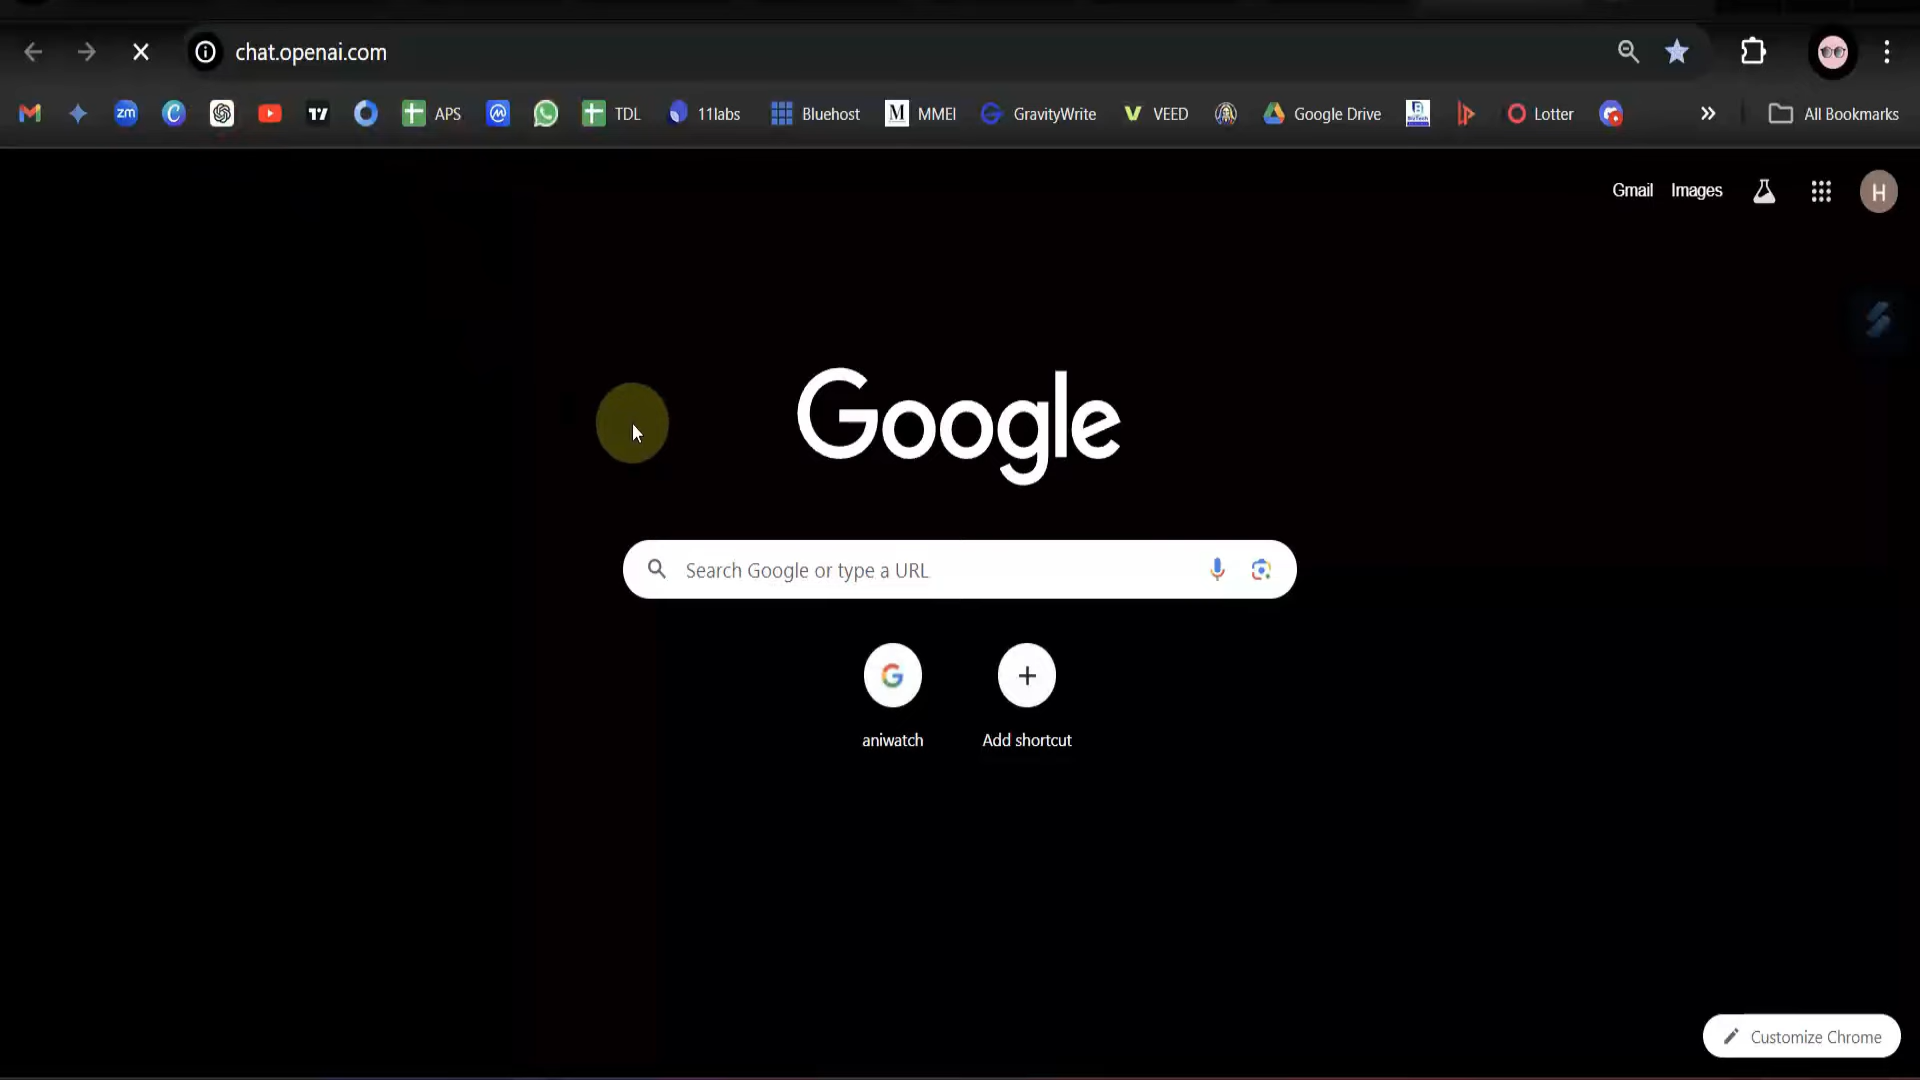 chat.openai.com
zm
APS
TDL
11labs
Bluehost
M MMEI
GravityWrite
VEED
Google Drive
Lotter
All Bookmarks
Gmail
Images
H
Google
Search Google or type a URL
G
aniwatch
Add shortcut
Customize Chrome